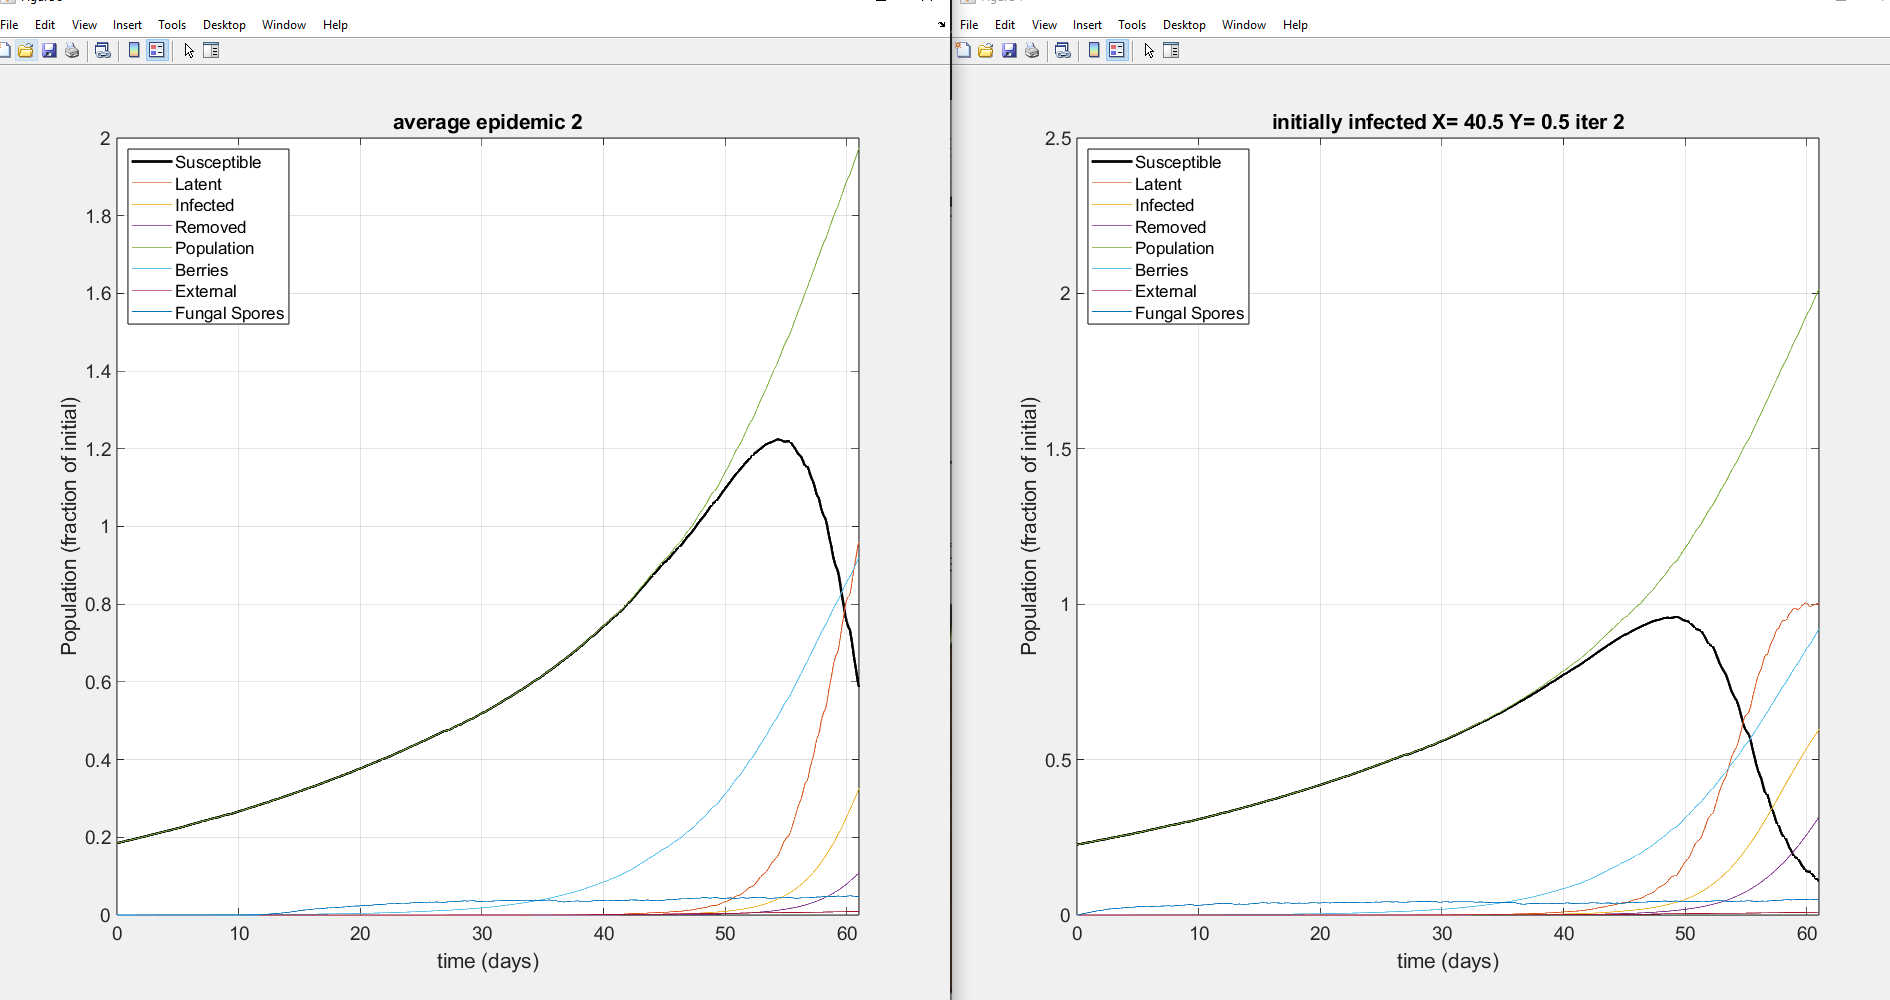 File Edit View Insert Tools Desktop Window Help
average epidemic 2
2
1.8
1.6
1.4
1.2
1
0.8
0.6
0.4
0.2
0
Susceptible
Latent
Infected
Removed
Population
Berries
External
Fungal Spores
Population (fraction of initial)
0 10 20 30 40 50 60
time (days)
File Edit View Insert Tools Desktop Window Help
initially infected X= 40.5 Y= 0.5 iter 2
2.5
2
1.5
1
0.5
0
Susceptible
Latent
Infected
Removed
Population
Berries
External
Fungal Spores
Population (fraction of initial)
0 10 20 30 40 50 60
time (days)